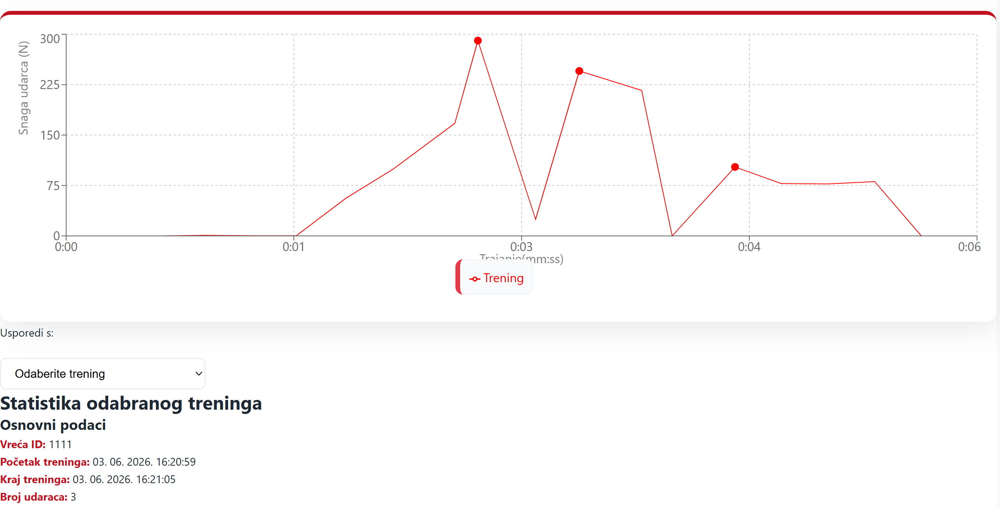 Snaga udarca (N)
300
225
150
75
0
0:00 0:01 0:03 0:04 0:06
Trajanje(mm:ss)
Trening
Usporedi s:
Odaberite trening
Statistika odabranog treninga
Osnovni podaci
Vreća ID: 1111
Početak treninga: 03. 06. 2026. 16:20:59
Kraj treninga: 03. 06. 2026. 16:21:05
Broj udaraca: 3